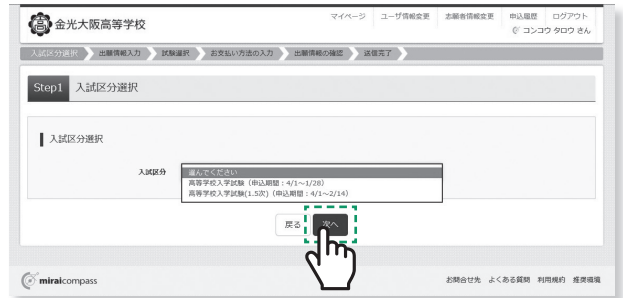 金光大阪高等学校
マイページ ユーザ情報変更 志願者情報変更 申込履歴 ログアウト
コンコウ タロウ さん
入試区分選択 出願情報入力 試験選択 お支払い方法の入力 出願情報の確認 送信完了
Step1 入試区分選択
入試区分選択
入試区分 選んでください
高等学校入学試験（申込期間：4/1～1/28）
高等学校入学試験(1.5次)（申込期間：4/1～2/14）
戻る 次へ
miraicompass お問合せ先 よくある質問 利用規約 推奨環境